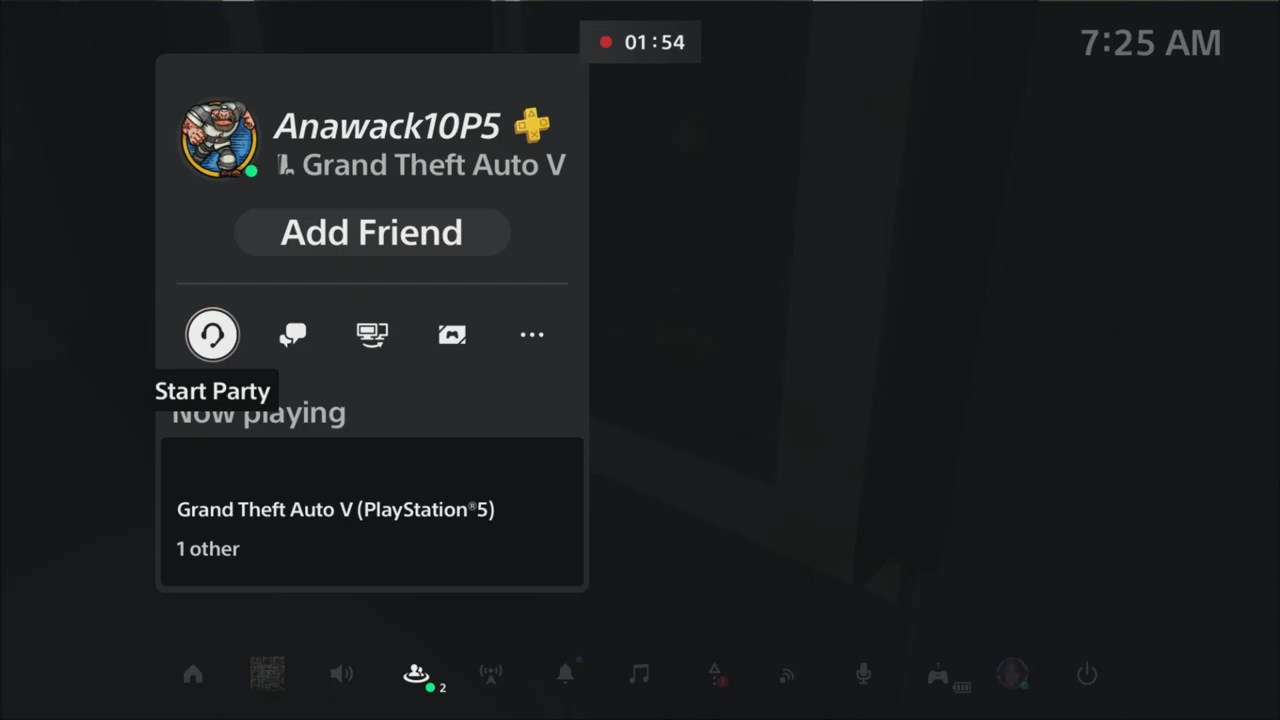 01:54
7:25 AM
Anawack10P5
Grand Theft Auto V
Add Friend
Start Party
Now playing
Grand Theft Auto V (PlayStation®5)
1 other
2